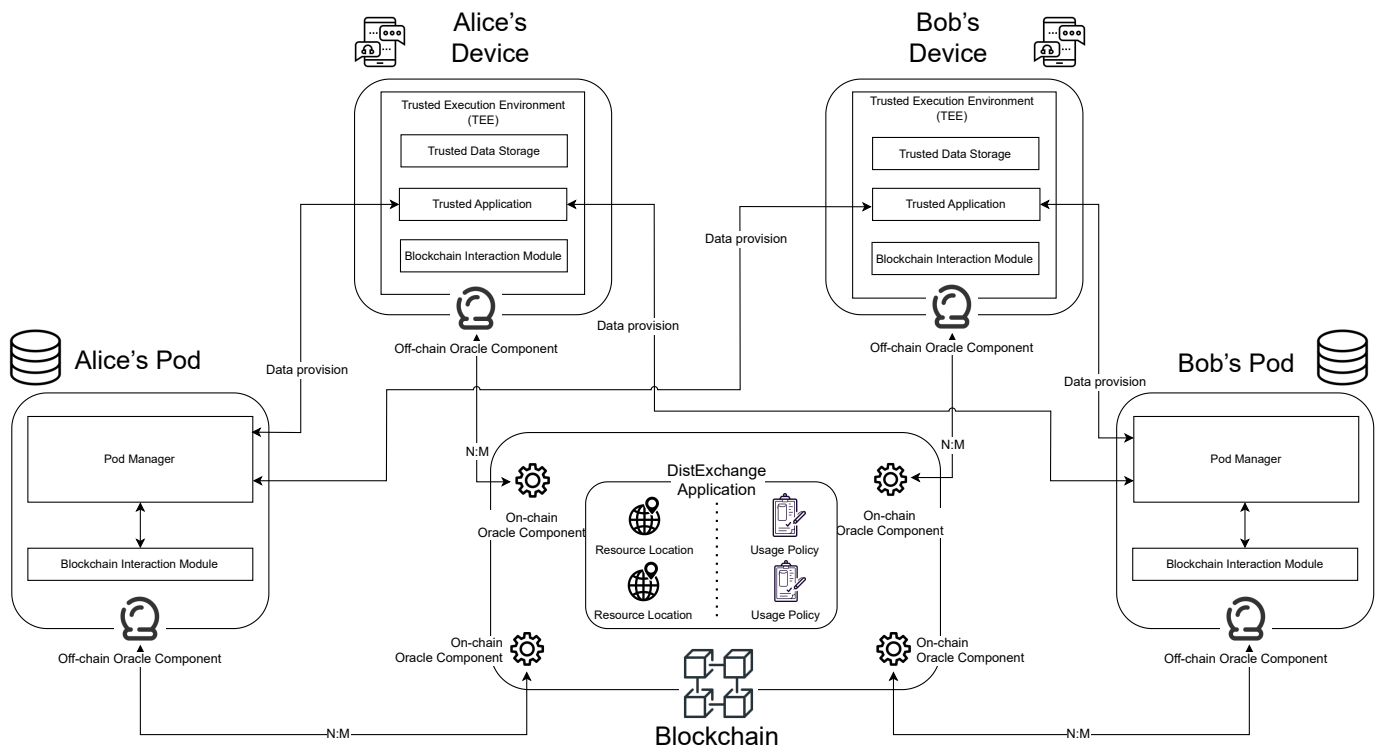 Alice's
Device
Bob's
Device
Trusted Execution Environment
(TEE)
Trusted Data Storage
Trusted Application
Blockchain Interaction Module
Off-chain Oracle Component
Trusted Execution Environment
(TEE)
Trusted Data Storage
Trusted Application
Blockchain Interaction Module
Off-chain Oracle Component
Data provision
Data provision
Data provision
Data provision
Alice's Pod
Pod Manager
Blockchain Interaction Module
Off-chain Oracle Component
Bob's Pod
Pod Manager
Blockchain Interaction Module
Off-chain Oracle Component
N:M
N:M
DistExchange
Application
On-chain
Oracle Component
On-chain
Oracle Component
Resource Location
Usage Policy
Resource Location
Usage Policy
On-chain
Oracle Component
On-chain
Oracle Component
N:M
N:M
Blockchain